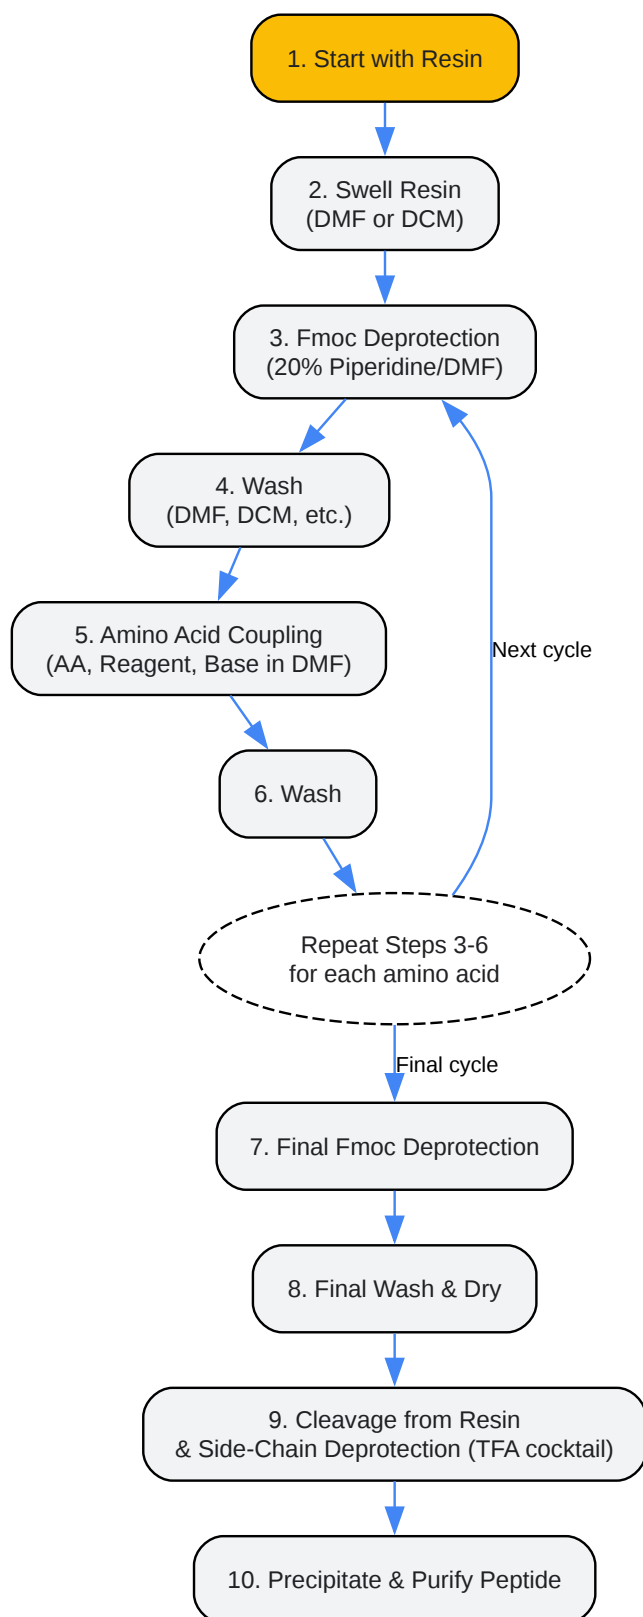 1. Start with Resin
2. Swell Resin
(DMF or DCM)
3. Fmoc Deprotection
(20% Piperidine/DMF)
4. Wash
(DMF, DCM, etc.)
5. Amino Acid Coupling
(AA, Reagent, Base in DMF)
Next cycle
6. Wash
Repeat Steps 3-6
for each amino acid
Final cycle
7. Final Fmoc Deprotection
8. Final Wash & Dry
9. Cleavage from Resin
& Side-Chain Deprotection (TFA cocktail)
10. Precipitate & Purify Peptide